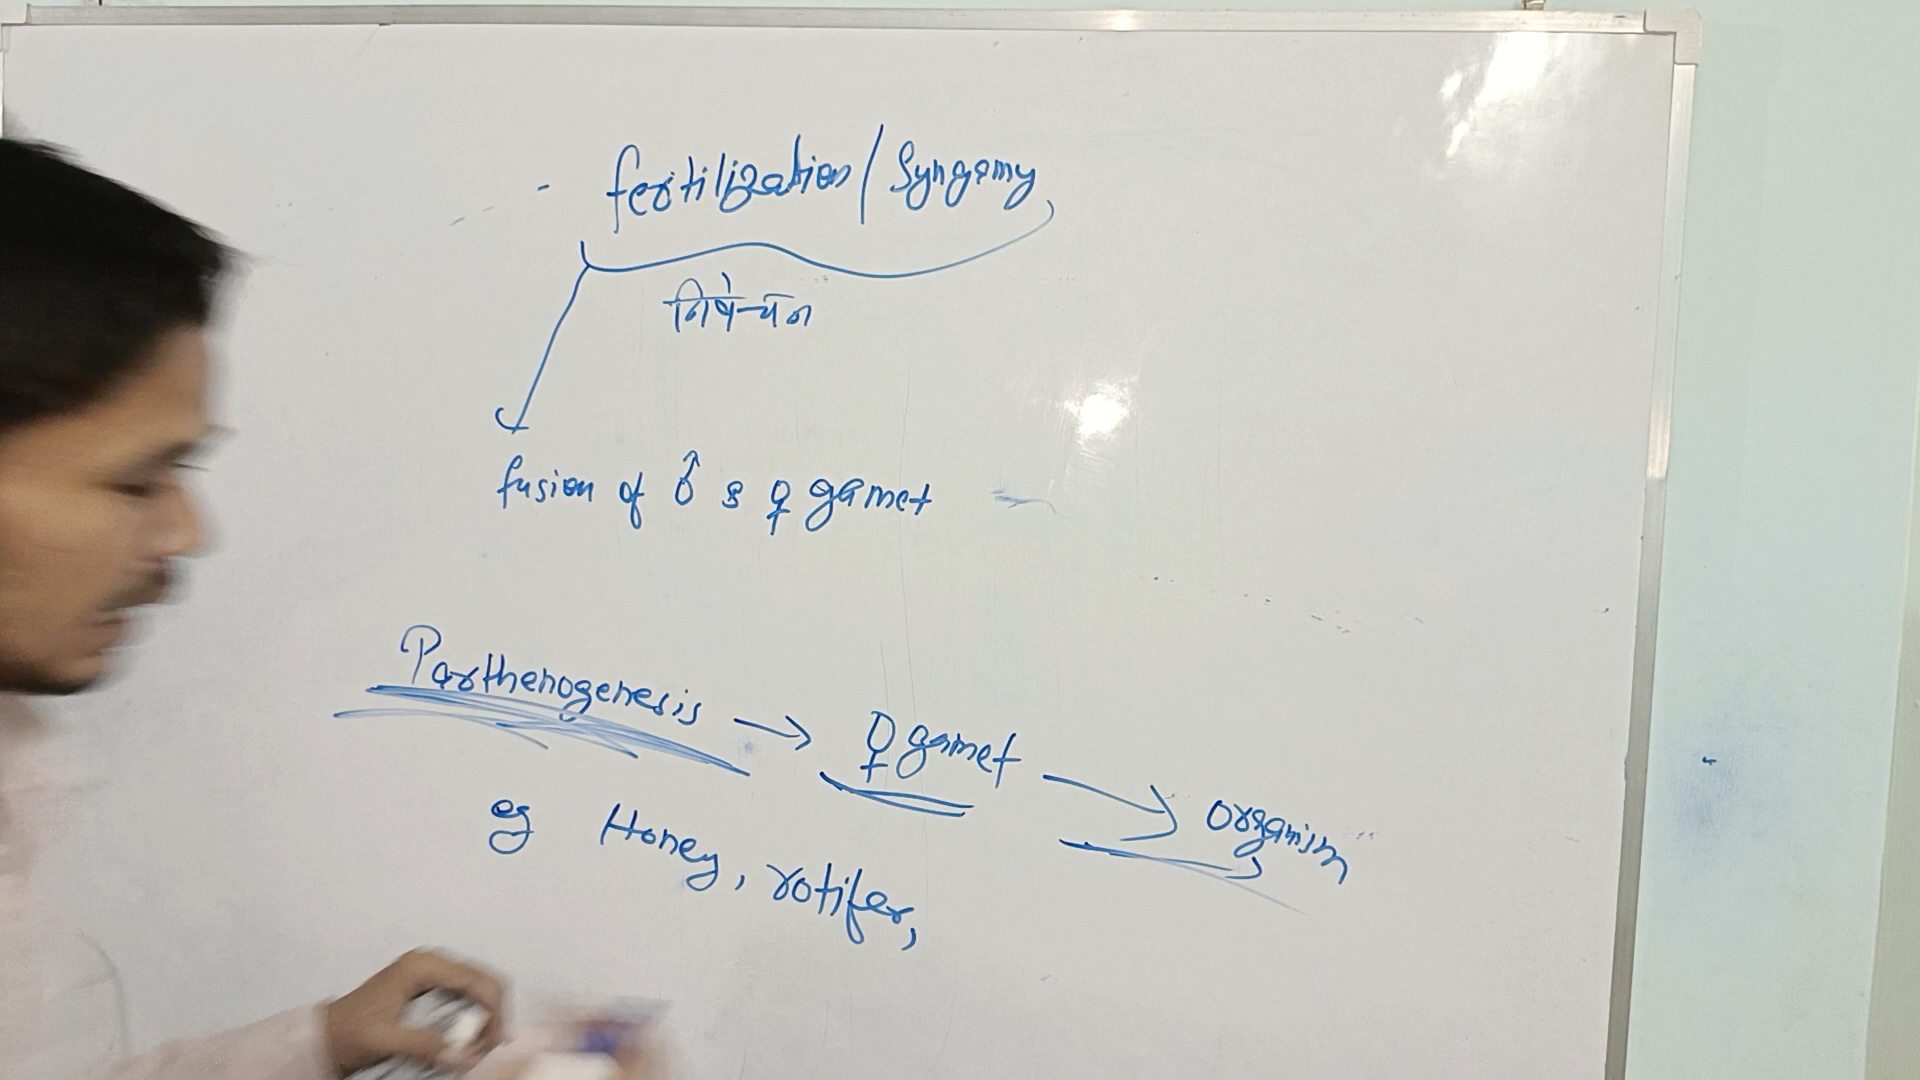 - fertilization / Syngamy
निषेचन
fusion of ♂ & ♀ gamet
Parthenogenesis → ♀ gamet → organism
eg Honey, rotifer,